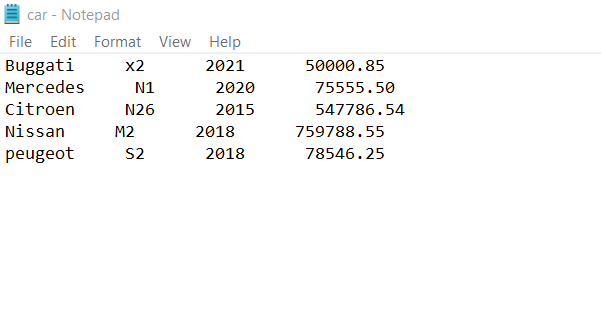 car - Notepad
File Edit Format View Help
Buggati x2 2021 50000.85
Mercedes N1 2020 75555.50
Citroen N26 2015 547786.54
Nissan M2 2018 759788.55
peugeot S2 2018 78546.25